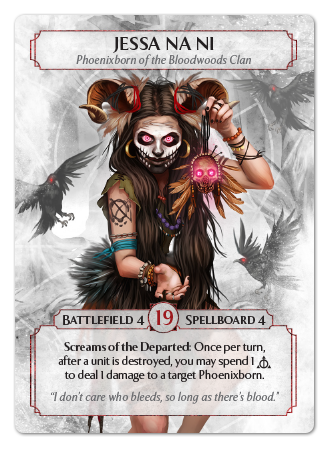 JESSA NA NI
Phoenixborn of the Bloodwoods Clan
BATTLEFIELD 4 19 SPELLBOARD 4
Screams of the Departed: Once per turn,
after a unit is destroyed, you may spend 1
to deal 1 damage to a target Phoenixborn.
"I don't care who bleeds, so long as there's blood."